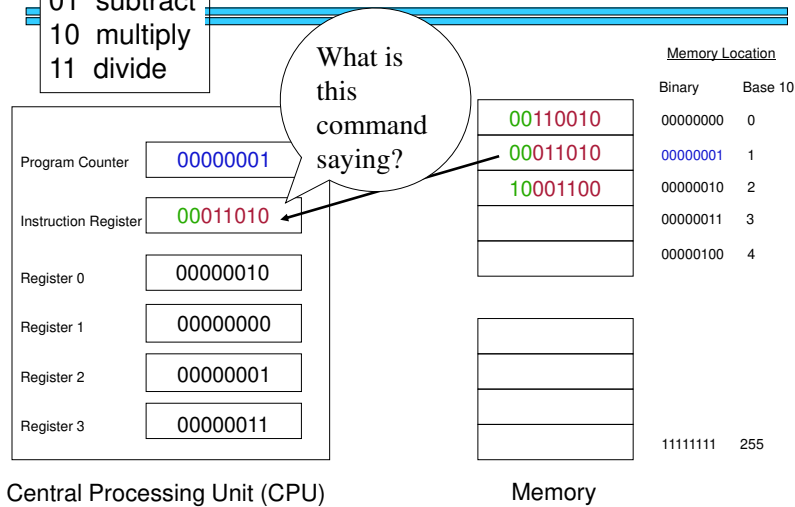 01 subtract
10 multiply
11 divide
What is
this
command
saying?
Memory Location
Binary Base 10
Program Counter 00000001
Instruction Register 00011010
Register 0 00000010
Register 1 00000000
Register 2 00000001
Register 3 00000011
00110010 00000000 0
00011010 00000001 1
10001100 00000010 2
00000011 3
00000100 4
11111111 255
Central Processing Unit (CPU)
Memory